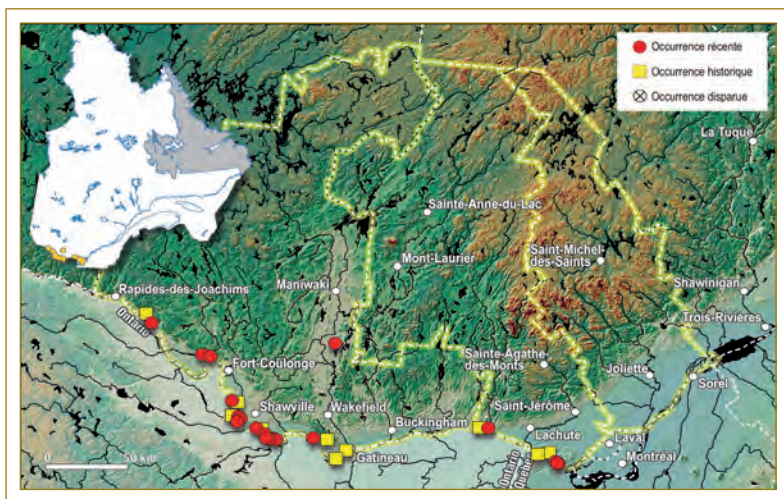 Occurrence récente
Occurrence historique
Occurrence disparue
La Tuque
Sainte-Anne-du-Lac
Saint-Michel
des-Saints
Mont-Laurier
Maniwaki
Rapides-des-Joachims
Shawinigan
Trois-Rivières
Ontario
Fort-Coulonge
Sainte-Agathe
des-Monts
Joliette
Sorel
Shawville
Wakefield
Saint-Jérôme
Buckingham
Lachute
Laval
Gatineau
Montréal
Ontario
Québec
0 50 km